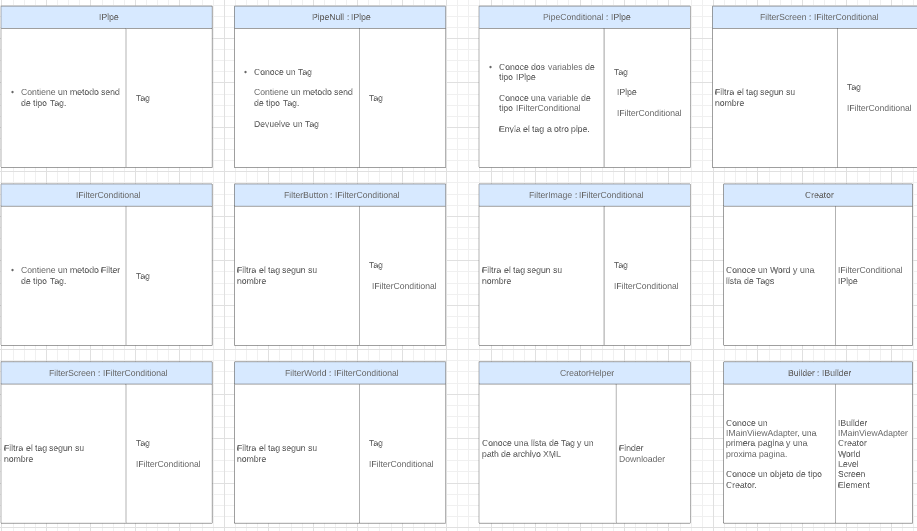 IPipe
• Contiene un metodo send
de tipo Tag.
Tag
PipeNull : IPipe
• Conoce un Tag
Contiene un metodo send
de tipo Tag.
Devuelve un Tag
Tag
PipeConditional : IPipe
• Conoce dos variables de
tipo IPipe
Conoce una variable de
tipo IFilterConditional
Envia el tag a otro pipe.
Tag
IPipe
IFilterConditional
FilterScreen : IFilterConditional
Filtra el tag segun su
nombre
Tag
IFilterConditional
IFilterConditional
• Contiene un metodo Filter
de tipo Tag.
Tag
FilterButton : IFilterConditional
Filtra el tag segun su
nombre
Tag
IFilterConditional
FilterImage : IFilterConditional
Filtra el tag segun su
nombre
Tag
IFilterConditional
Creator
Conoce un Word y una
lista de Tags
IFilterConditional
IPipe
FilterScreen : IFilterConditional
Filtra el tag segun su
nombre
Tag
IFilterConditional
FilterWorld : IFilterConditional
Filtra el tag segun su
nombre
Tag
IFilterConditional
CreatorHelper
Conoce una lista de Tag y un
path de archivo XML
Finder
Downloader
Builder : IBuilder
Conoce un
IMainViewAdapter, una
primera pagina y una
proxima pagina.
Conoce un objeto de tipo
Creator.
IBuilder
IMainViewAdapter
Creator
World
Level
Screen
Element